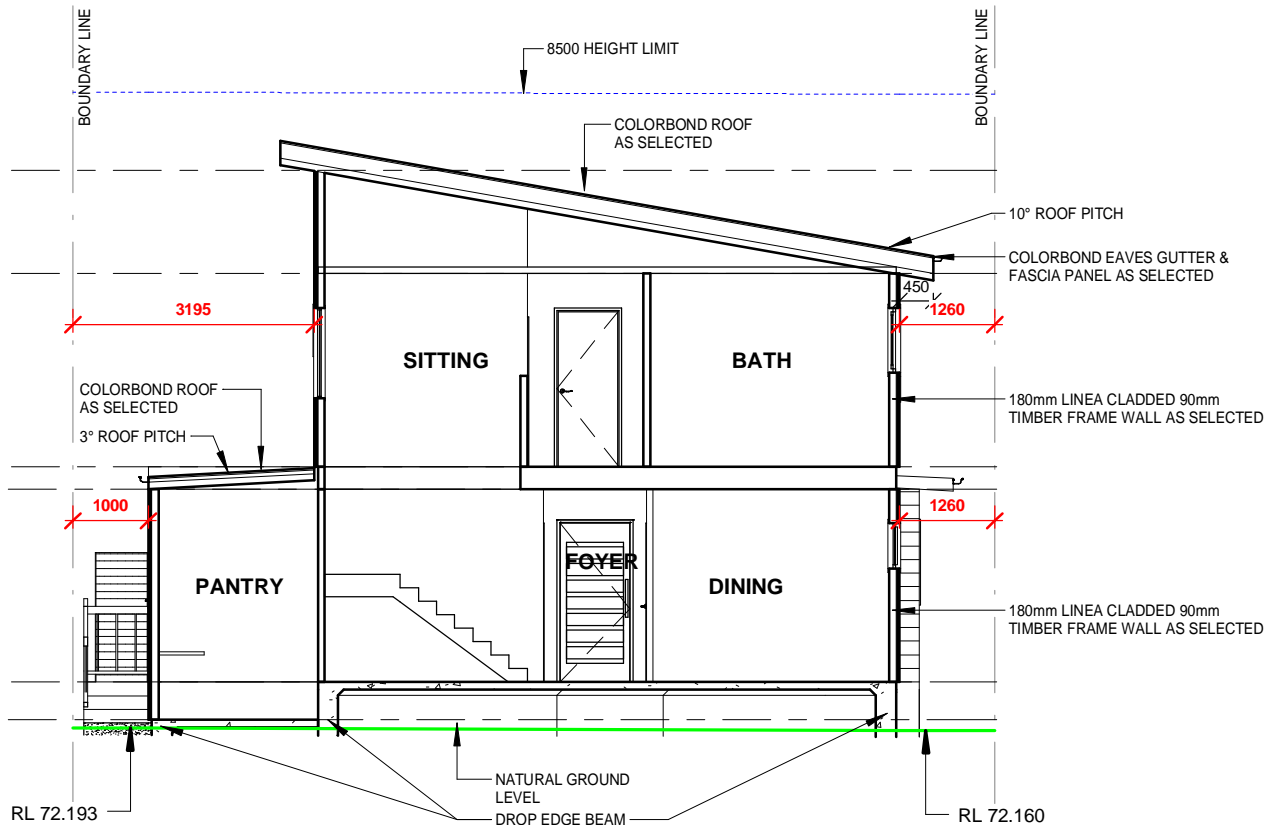 BOUNDARY LINE
BOUNDARY LINE
8500 HEIGHT LIMIT
COLORBOND ROOF
AS SELECTED
10° ROOF PITCH
COLORBOND EAVES GUTTER &
FASCIA PANEL AS SELECTED
450
3195
1260
SITTING
BATH
COLORBOND ROOF
AS SELECTED
3° ROOF PITCH
180mm LINEA CLADDED 90mm
TIMBER FRAME WALL AS SELECTED
1000
1260
FOYER
PANTRY
DINING
180mm LINEA CLADDED 90mm
TIMBER FRAME WALL AS SELECTED
NATURAL GROUND
LEVEL
DROP EDGE BEAM
RL 72.193
RL 72.160